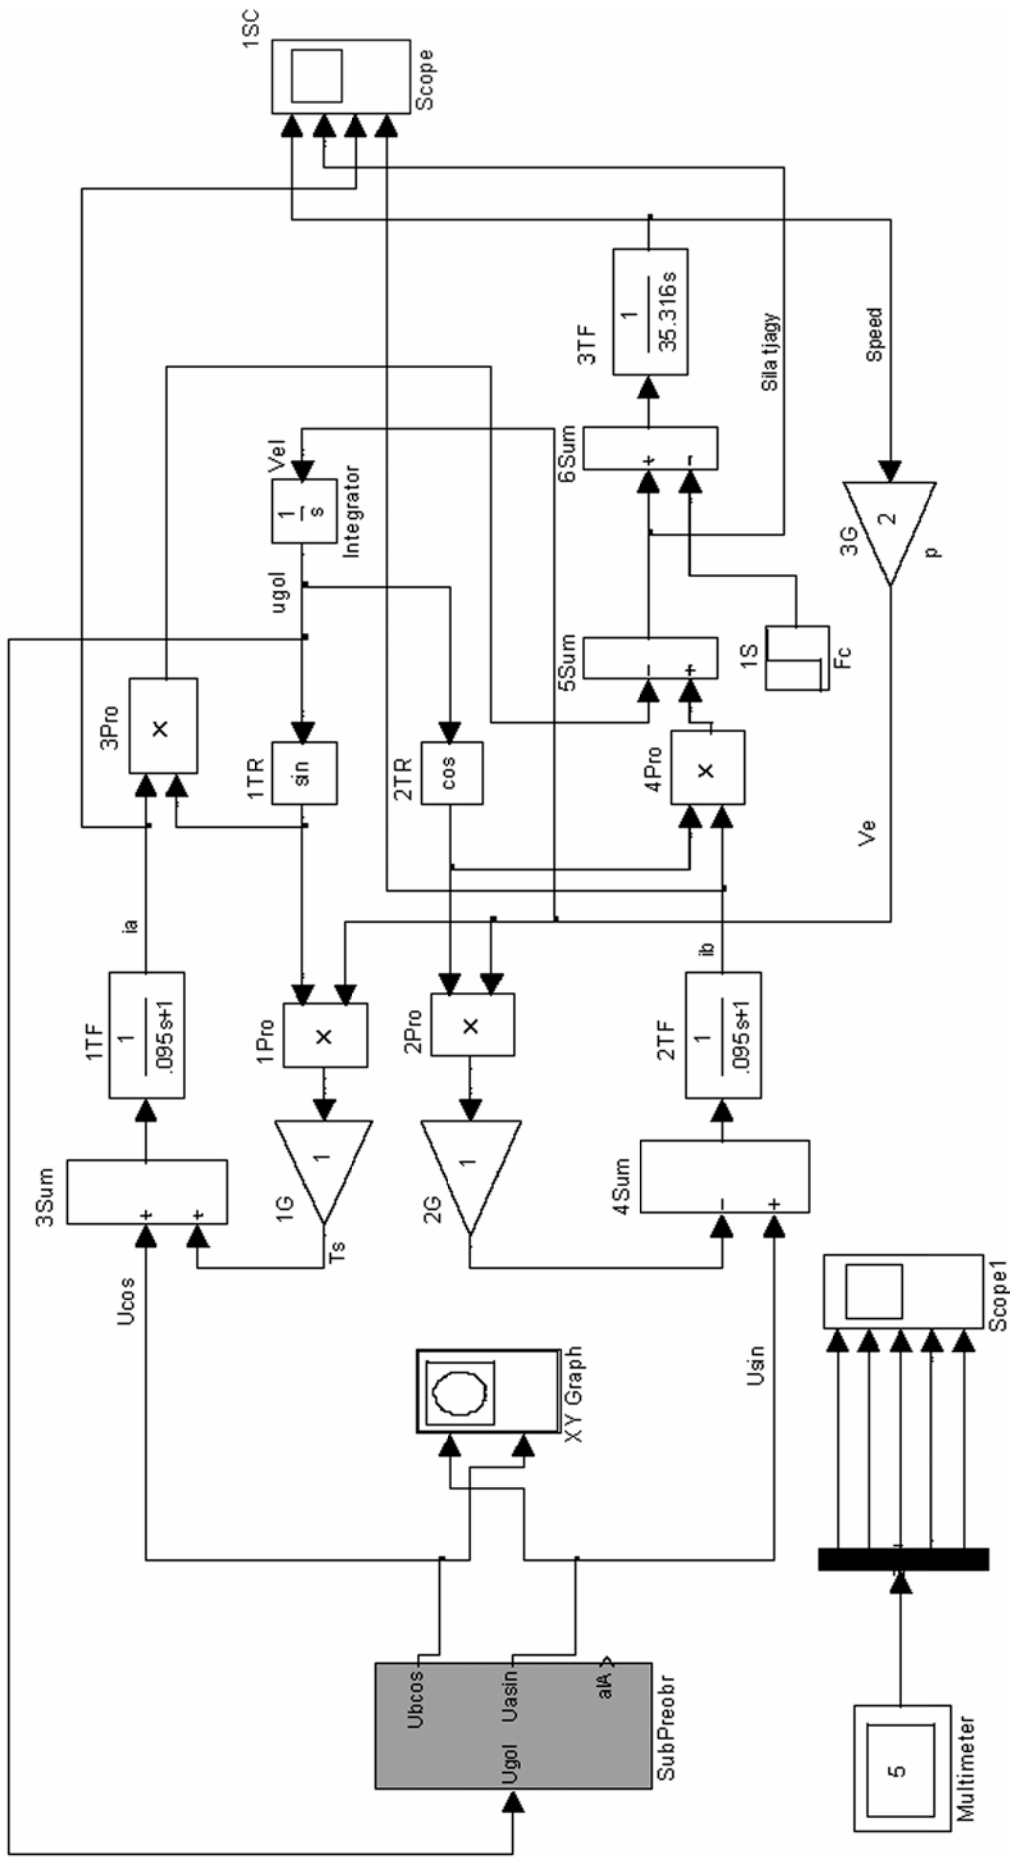 1SC
Scope
3Pro
×
ia
1TF
1
.095s+1
3Sum
+
+
Ucos
Vel
1
s
Integrator
ugol
1TR
sin
1Pro
×
1G
1
Ts
2TR
cos
2Pro
×
2G
1
XY Graph
3TF
1
35.316s
6Sum
+
-
5Sum
-
+
1S
Fc
4Pro
×
ib
2TF
1
.095s+1
4Sum
-
+
Usin
Sila tjagy
Speed
3G
2
p
Ve
Ubcos
Uasin
alA
Ugol
SubPreobr
Scope1
5
Multimeter